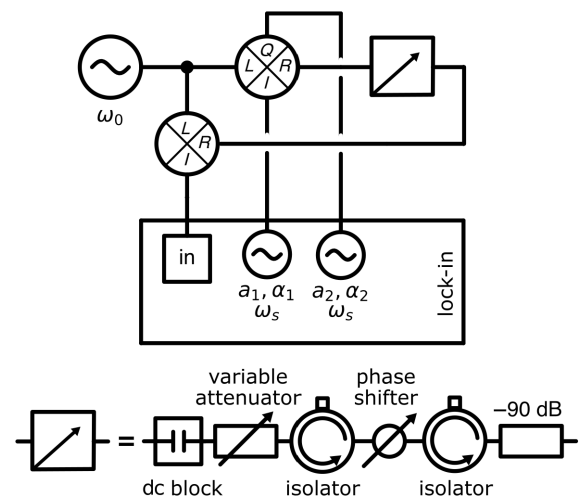 Q
L R
I
ω₀
L
R
I
in
a₁, α₁ a₂, α₂
ωₛ ωₛ
lock-in
variable phase
attenuator shifter
−90 dB
=
dc block isolator isolator